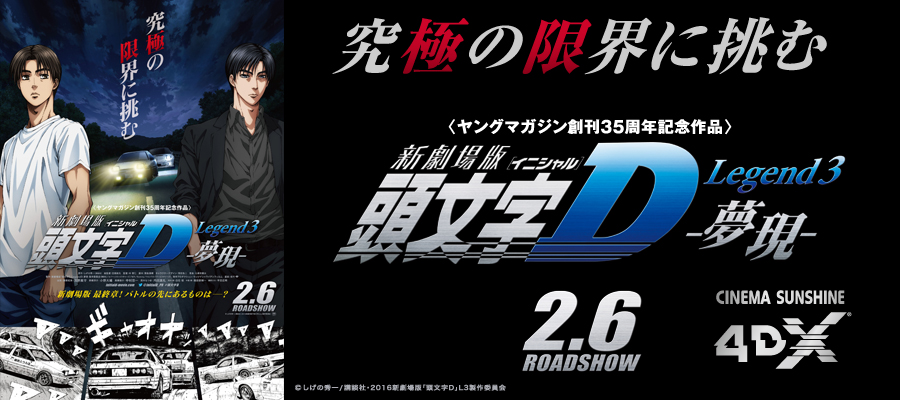 究極の
限界に挑む
〈ヤングマガジン創刊35周年記念作品〉
新劇場版 イニシャル
頭文字D
Legend3
-夢現-
新劇場版 最終章! バトルの先にあるものは―?
2.6
ROADSHOW
ギャオオ
究極の限界に挑む
〈ヤングマガジン創刊35周年記念作品〉
新劇場版 [イニシャル]
頭文字D
Legend3
-夢現-
2.6
ROADSHOW
CINEMA SUNSHINE
4DX®
©しげの秀一/講談社・2016新劇場版「頭文字D」L3製作委員会